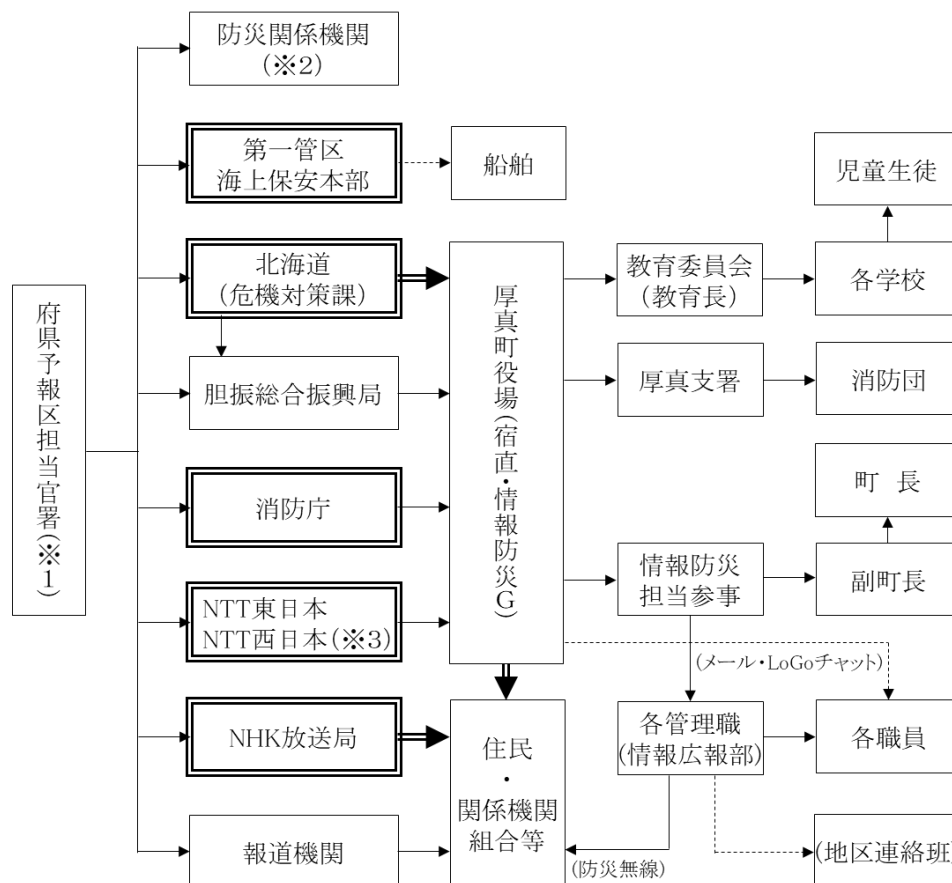 防災関係機関
(※2)
第一管区
海上保安本部
船舶
児童生徒
北海道
(危機対策課)
教育委員会
(教育長)
各学校
府県予報区担当官署(※1)
厚真町役場(宿直・情報防災G)
胆振総合振興局
厚真支署
消防団
消防庁
町 長
情報防災
担当参事
副町長
NTT東日本
NTT西日本(※3)
(メール・LoGoチャット)
NHK放送局
住民
・
関係機関
組合等
各管理職
(情報広報部)
各職員
報道機関
(防災無線)
(地区連絡班)